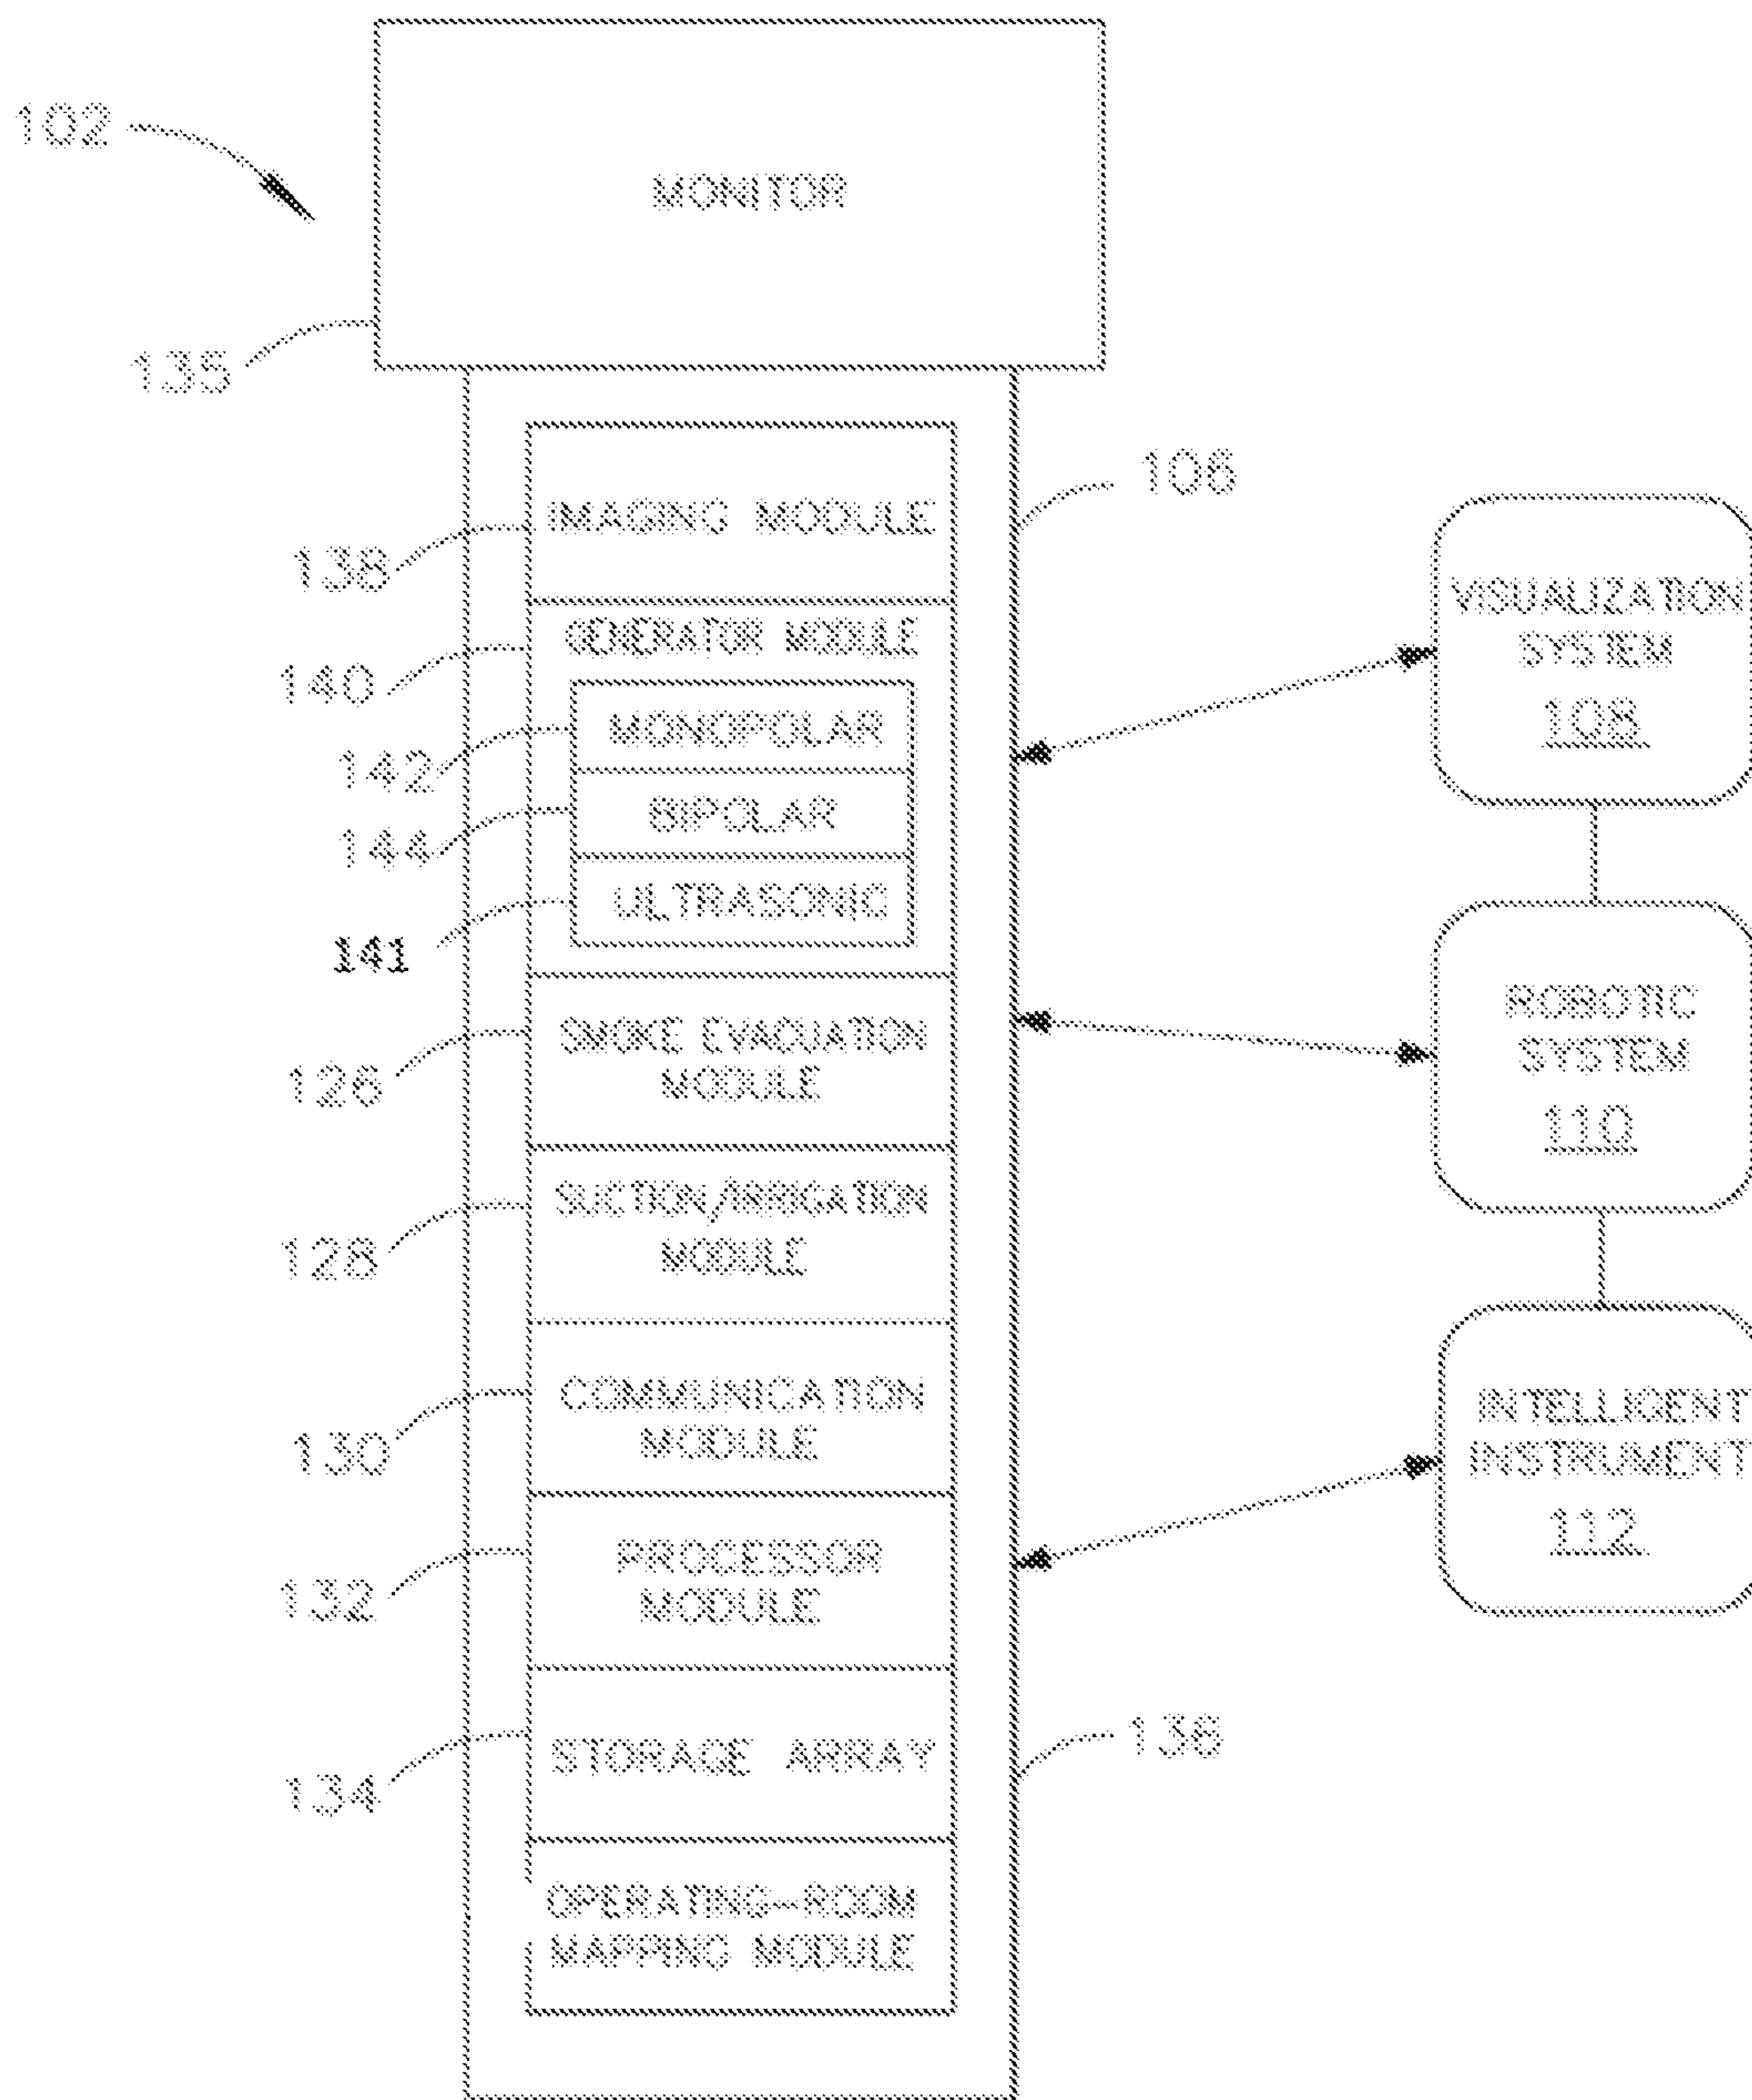 102
MONITOR
135
106
IMAGING MODULE
138
GENERATOR MODULE
140
MONOPOLAR
142
BIPOLAR
144
ULTRASONIC
141
SMOKE EVACUATION
MODULE
126
SUCTION/IRRIGATION
MODULE
128
COMMUNICATION
MODULE
130
PROCESSOR
MODULE
132
STORAGE ARRAY
134
136
OPERATING-ROOM
MAPPING MODULE
VISUALIZATION
SYSTEM
108
ROBOTIC
SYSTEM
110
INTELLIGENT
INSTRUMENT
112